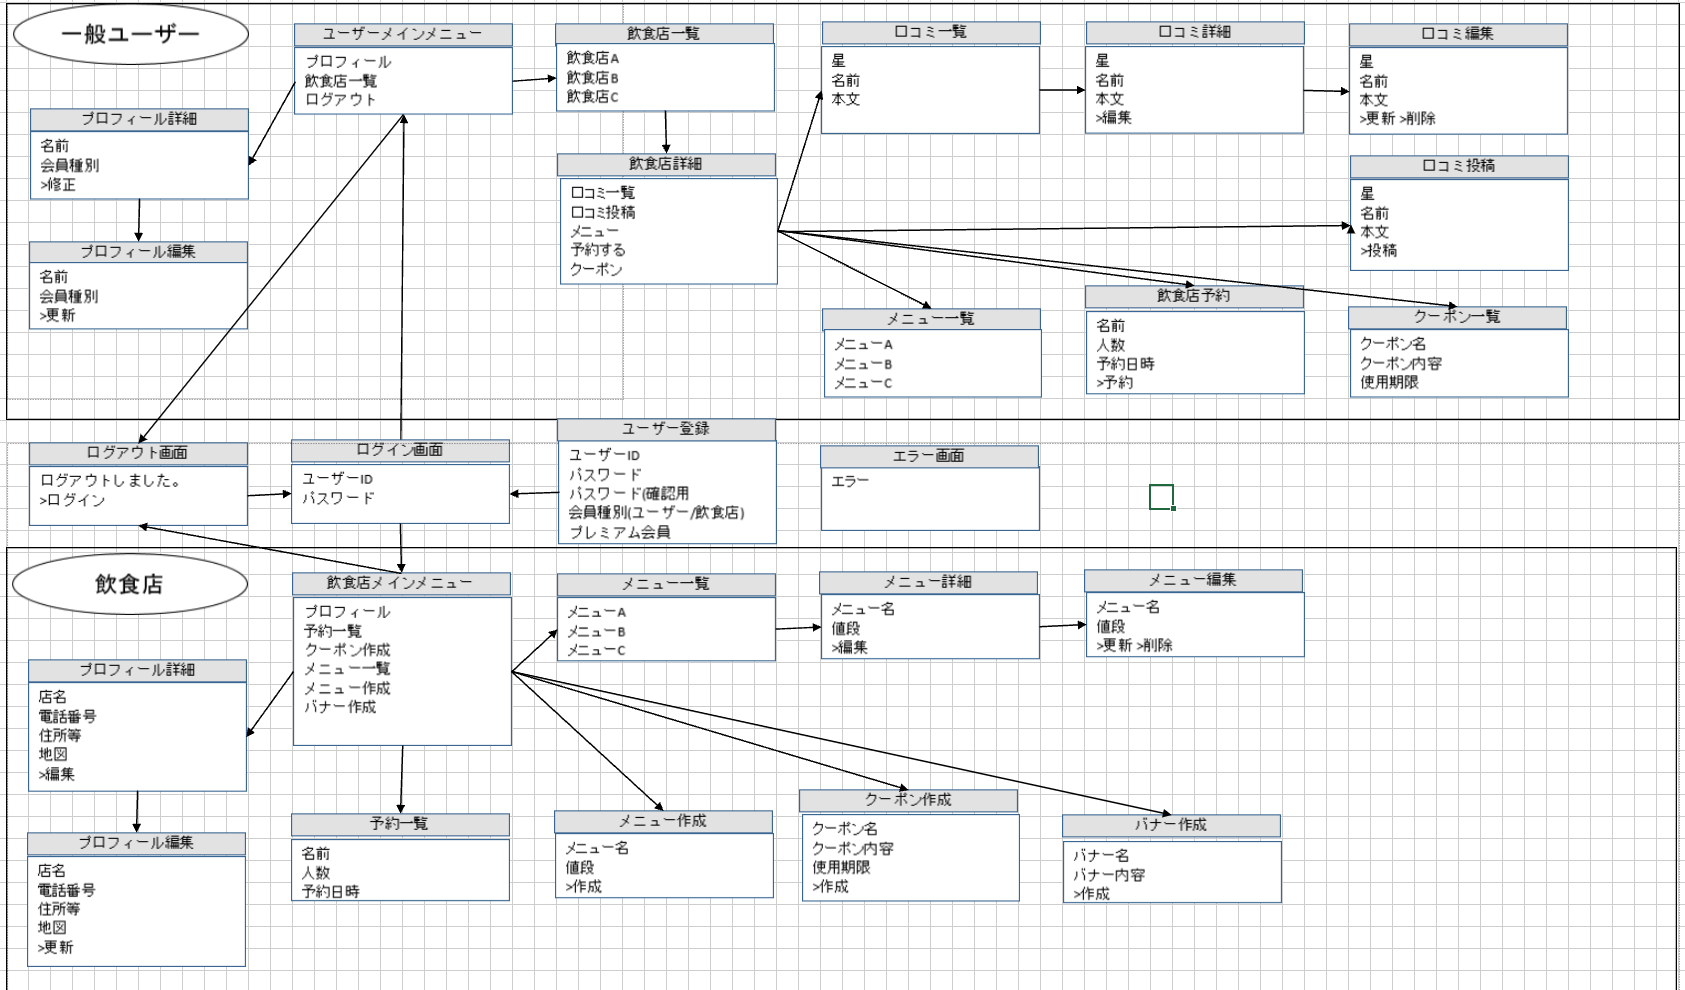 一般ユーザー
ユーザーメインメニュー
プロフィール
飲食店一覧
ログアウト
飲食店一覧
飲食店A
飲食店B
飲食店C
口コミ一覧
星
名前
本文
口コミ詳細
星
名前
本文
>編集
口コミ編集
星
名前
本文
>更新 >削除
プロフィール詳細
名前
会員種別
>修正
飲食店詳細
口コミ一覧
口コミ投稿
メニュー
予約する
クーポン
口コミ投稿
星
名前
本文
>投稿
プロフィール編集
名前
会員種別
>更新
メニュー一覧
メニューA
メニューB
メニューC
飲食店予約
名前
人数
予約日時
>予約
クーポン一覧
クーポン名
クーポン内容
使用期限
ログアウト画面
ログアウトしました。
>ログイン
ログイン画面
ユーザーID
パスワード
ユーザー登録
ユーザーID
パスワード
パスワード(確認用
会員種別(ユーザー/飲食店)
プレミアム会員
エラー画面
エラー
飲食店
飲食店メインメニュー
プロフィール
予約一覧
クーポン作成
メニュー一覧
メニュー作成
バナー作成
メニュー一覧
メニューA
メニューB
メニューC
メニュー詳細
メニュー名
値段
>編集
メニュー編集
メニュー名
値段
>更新 >削除
プロフィール詳細
店名
電話番号
住所等
地図
>編集
プロフィール編集
店名
電話番号
住所等
地図
>更新
予約一覧
名前
人数
予約日時
メニュー作成
メニュー名
値段
>作成
クーポン作成
クーポン名
クーポン内容
使用期限
>作成
バナー作成
バナー名
バナー内容
>作成